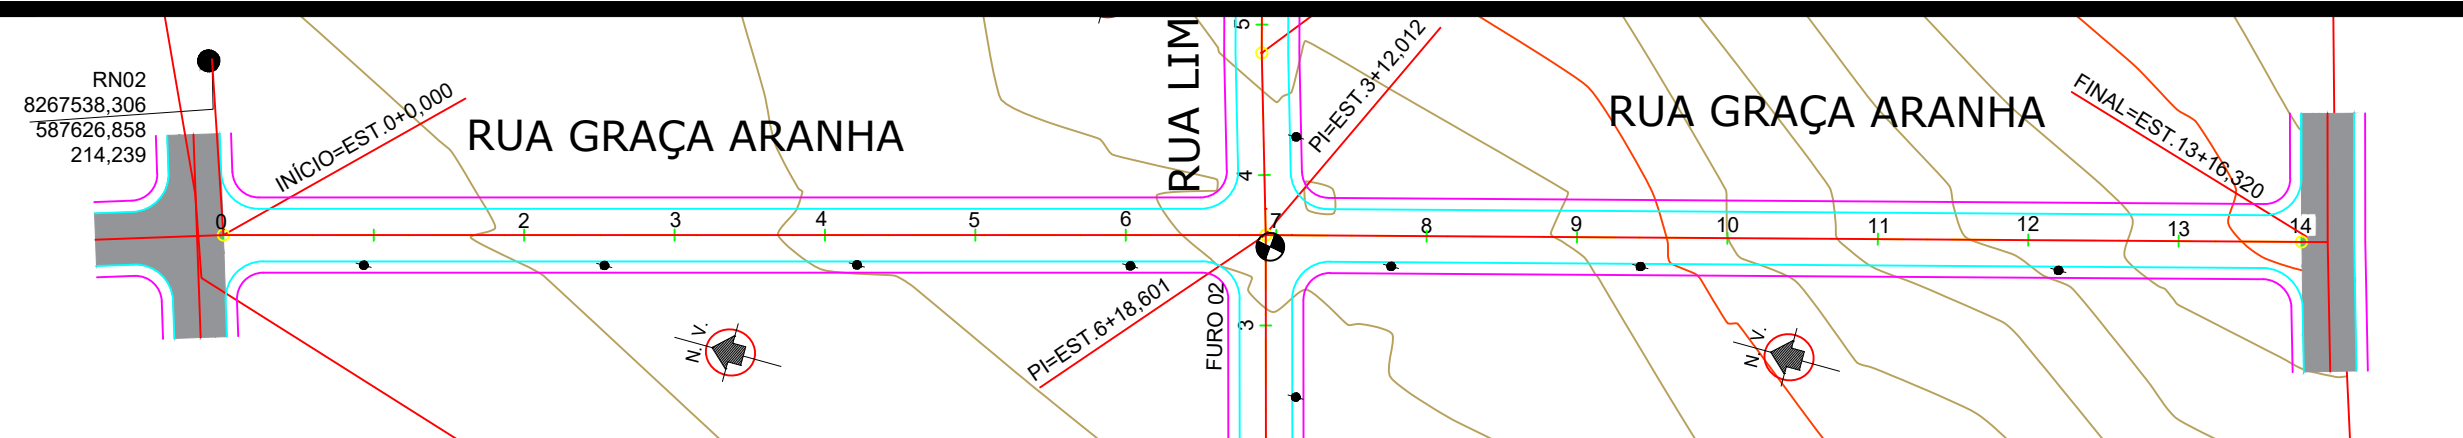 RN02
8267538,306
587626,858
214,239
INÍCIO=EST.0+0,000
RUA GRAÇA ARANHA
RUA LIM
5
4
3
PI=EST.3+12,012
RUA GRAÇA ARANHA
FINAL=EST.13+16,320
0
2
3
4
5
6
7
8
9
10
11
12
13
14
PI=EST.6+18,601
FURO 02
N. V.
N. V.